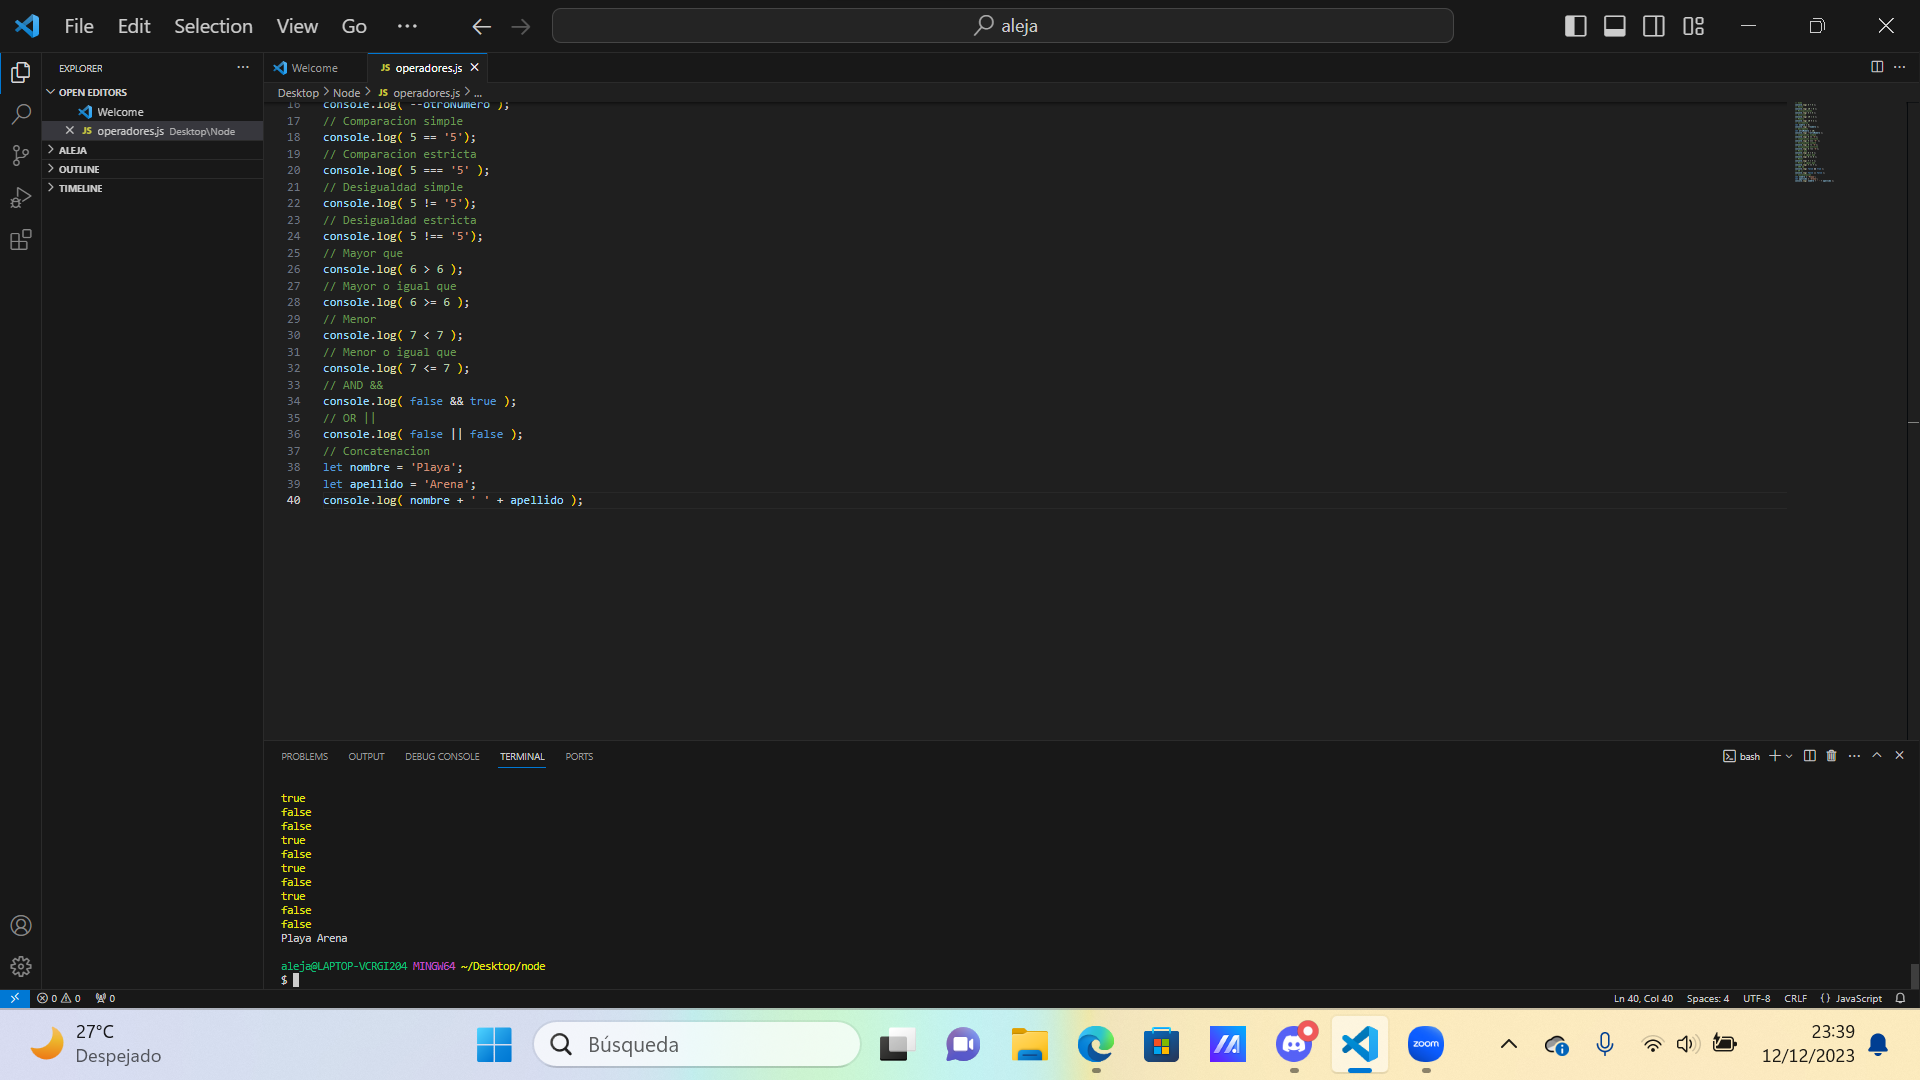 File Edit Selection View Go ···
aleja
EXPLORER
OPEN EDITORS
Welcome
JS operadores.js Desktop\Node
ALEJA
OUTLINE
TIMELINE
Welcome
JS operadores.js
Desktop > Node > JS operadores.js > ...
16 console.log( --otroNumero );
17 // Comparacion simple
18 console.log( 5 == '5');
19 // Comparacion estricta
20 console.log( 5 === '5' );
21 // Desigualdad simple
22 console.log( 5 != '5');
23 // Desigualdad estricta
24 console.log( 5 !== '5');
25 // Mayor que
26 console.log( 6 > 6 );
27 // Mayor o igual que
28 console.log( 6 >= 6 );
29 // Menor
30 console.log( 7 < 7 );
31 // Menor o igual que
32 console.log( 7 <= 7 );
33 // AND &&
34 console.log( false && true );
35 // OR ||
36 console.log( false || false );
37 // Concatenacion
38 let nombre = 'Playa';
39 let apellido = 'Arena';
40 console.log( nombre + ' ' + apellido );
PROBLEMS OUTPUT DEBUG CONSOLE TERMINAL PORTS
bash
true
false
false
true
false
true
false
true
false
false
Playa Arena
aleja@LAPTOP-VCRGI204 MINGW64 ~/Desktop/node
$
0 0 0
Ln 40, Col 40 Spaces: 4 UTF-8 CRLF {} JavaScript
27°C
Despejado
Búsqueda
zoom
23:39
12/12/2023